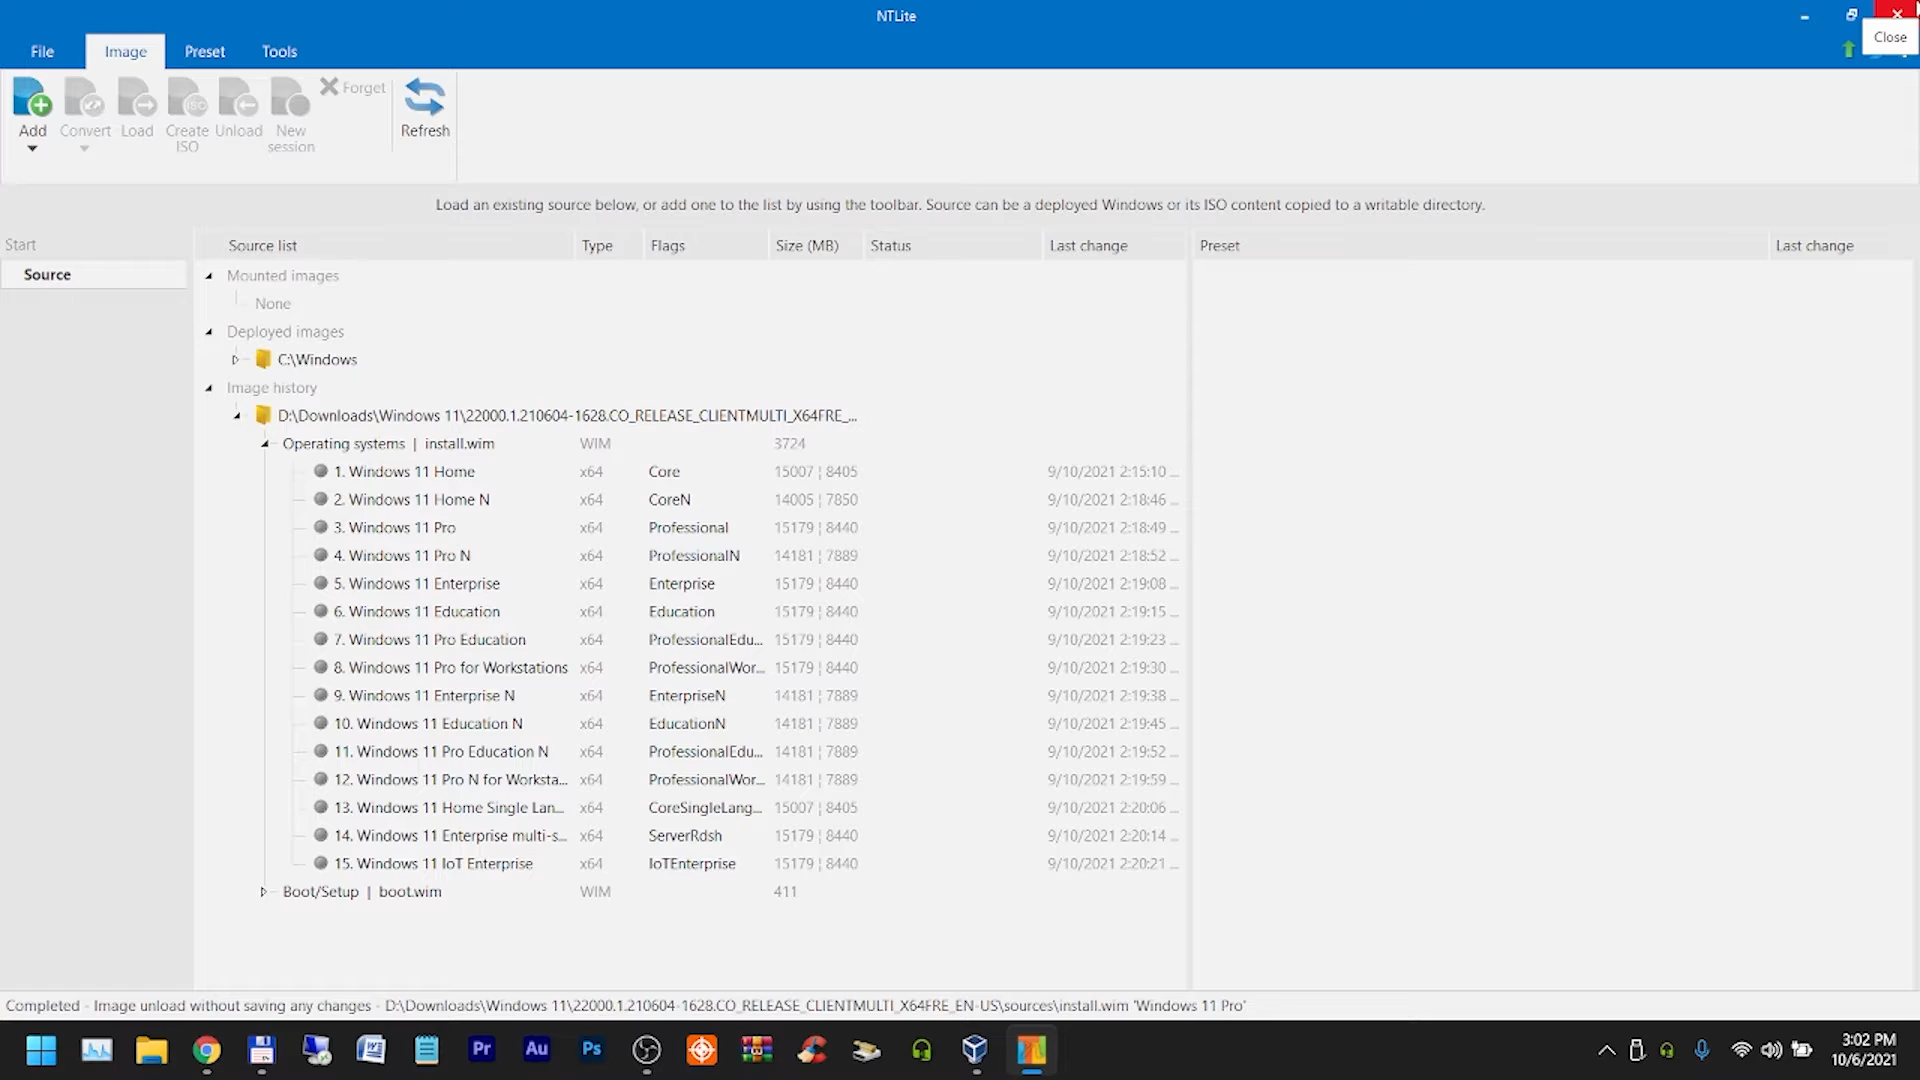 NTLite
Close
File Image Preset Tools
Add Convert Load Create ISO Unload New session Forget Refresh
Load an existing source below, or add one to the list by using the toolbar. Source can be a deployed Windows or its ISO content copied to a writable directory.
Start
Source
Source list Type Flags Size (MB) Status Last change Preset Last change
Mounted images
None
Deployed images
C:\Windows
Image history
D:\Downloads\Windows 11\22000.1.210604-1628.CO_RELEASE_CLIENTMULTI_X64FRE_...
Operating systems | install.wim WIM 3724
1. Windows 11 Home x64 Core 15007 ¦ 8405 9/10/2021 2:15:10 ...
2. Windows 11 Home N x64 CoreN 14005 ¦ 7850 9/10/2021 2:18:46 ...
3. Windows 11 Pro x64 Professional 15179 ¦ 8440 9/10/2021 2:18:49 ...
4. Windows 11 Pro N x64 ProfessionalN 14181 ¦ 7889 9/10/2021 2:18:52 ...
5. Windows 11 Enterprise x64 Enterprise 15179 ¦ 8440 9/10/2021 2:19:08 ...
6. Windows 11 Education x64 Education 15179 ¦ 8440 9/10/2021 2:19:15 ...
7. Windows 11 Pro Education x64 ProfessionalEdu... 15179 ¦ 8440 9/10/2021 2:19:23 ...
8. Windows 11 Pro for Workstations x64 ProfessionalWor... 15179 ¦ 8440 9/10/2021 2:19:30 ...
9. Windows 11 Enterprise N x64 EnterpriseN 14181 ¦ 7889 9/10/2021 2:19:38 ...
10. Windows 11 Education N x64 EducationN 14181 ¦ 7889 9/10/2021 2:19:45 ...
11. Windows 11 Pro Education N x64 ProfessionalEdu... 14181 ¦ 7889 9/10/2021 2:19:52 ...
12. Windows 11 Pro N for Worksta... x64 ProfessionalWor... 14181 ¦ 7889 9/10/2021 2:19:59 ...
13. Windows 11 Home Single Lan... x64 CoreSingleLang... 15007 ¦ 8405 9/10/2021 2:20:06 ...
14. Windows 11 Enterprise multi-s... x64 ServerRdsh 15179 ¦ 8440 9/10/2021 2:20:14 ...
15. Windows 11 IoT Enterprise x64 IoTEnterprise 15179 ¦ 8440 9/10/2021 2:20:21 ...
Boot/Setup | boot.wim WIM 411
Completed - Image unload without saving any changes - D:\Downloads\Windows 11\22000.1.210604-1628.CO_RELEASE_CLIENTMULTI_X64FRE_EN-US\sources\install.wim 'Windows 11 Pro'
Pr Au Ps
3:02 PM
10/6/2021